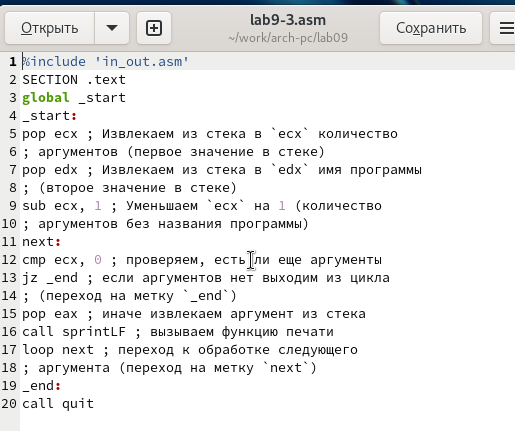 Открыть
lab9-3.asm
~/work/arch-pc/lab09
Сохранить
1 %include 'in_out.asm'
2 SECTION .text
3 global _start
4 _start:
5 pop ecx ; Извлекаем из стека в `ecx` количество
6 ; аргументов (первое значение в стеке)
7 pop edx ; Извлекаем из стека в `edx` имя программы
8 ; (второе значение в стеке)
9 sub ecx, 1 ; Уменьшаем `ecx` на 1 (количество
10 ; аргументов без названия программы)
11 next:
12 cmp ecx, 0 ; проверяем, есть ли еще аргументы
13 jz _end ; если аргументов нет выходим из цикла
14 ; (переход на метку `_end`)
15 pop eax ; иначе извлекаем аргумент из стека
16 call sprintLF ; вызываем функцию печати
17 loop next ; переход к обработке следующего
18 ; аргумента (переход на метку `next`)
19 _end:
20 call quit